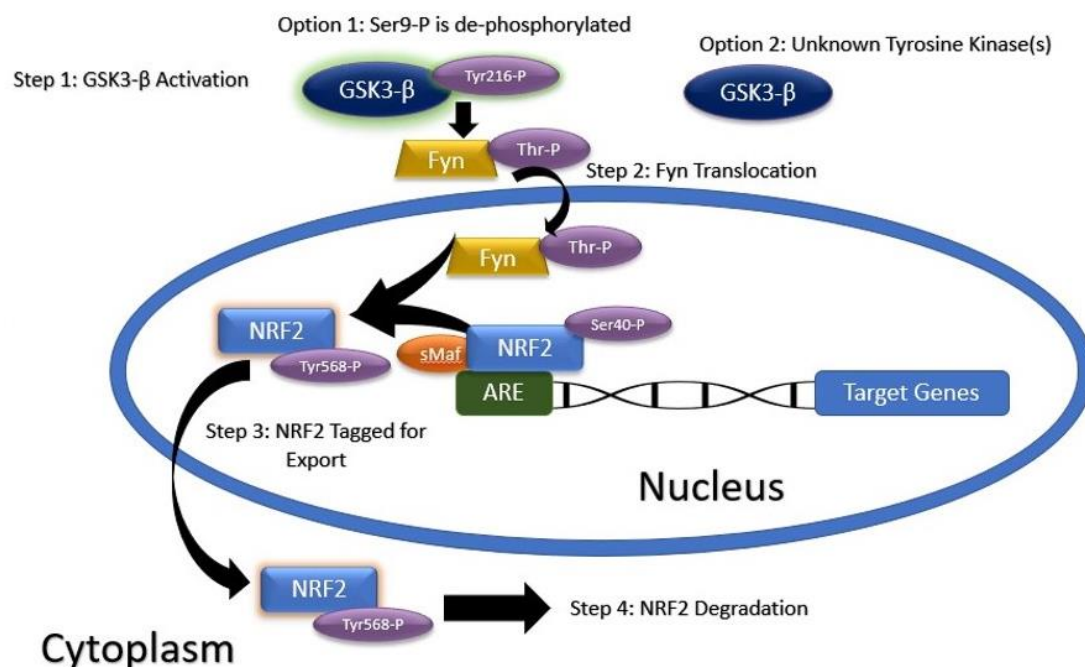 Option 1: Ser9-P is de-phosphorylated
Option 2: Unknown Tyrosine Kinase(s)
Step 1: GSK3-β Activation
GSK3-β
Tyr216-P
GSK3-β
Fyn
Thr-P
Step 2: Fyn Translocation
Fyn
Thr-P
NRF2
Tyr568-P
sMaf
NRF2
Ser40-P
ARE
Target Genes
Step 3: NRF2 Tagged for
Export
Nucleus
NRF2
Tyr568-P
Step 4: NRF2 Degradation
Cytoplasm